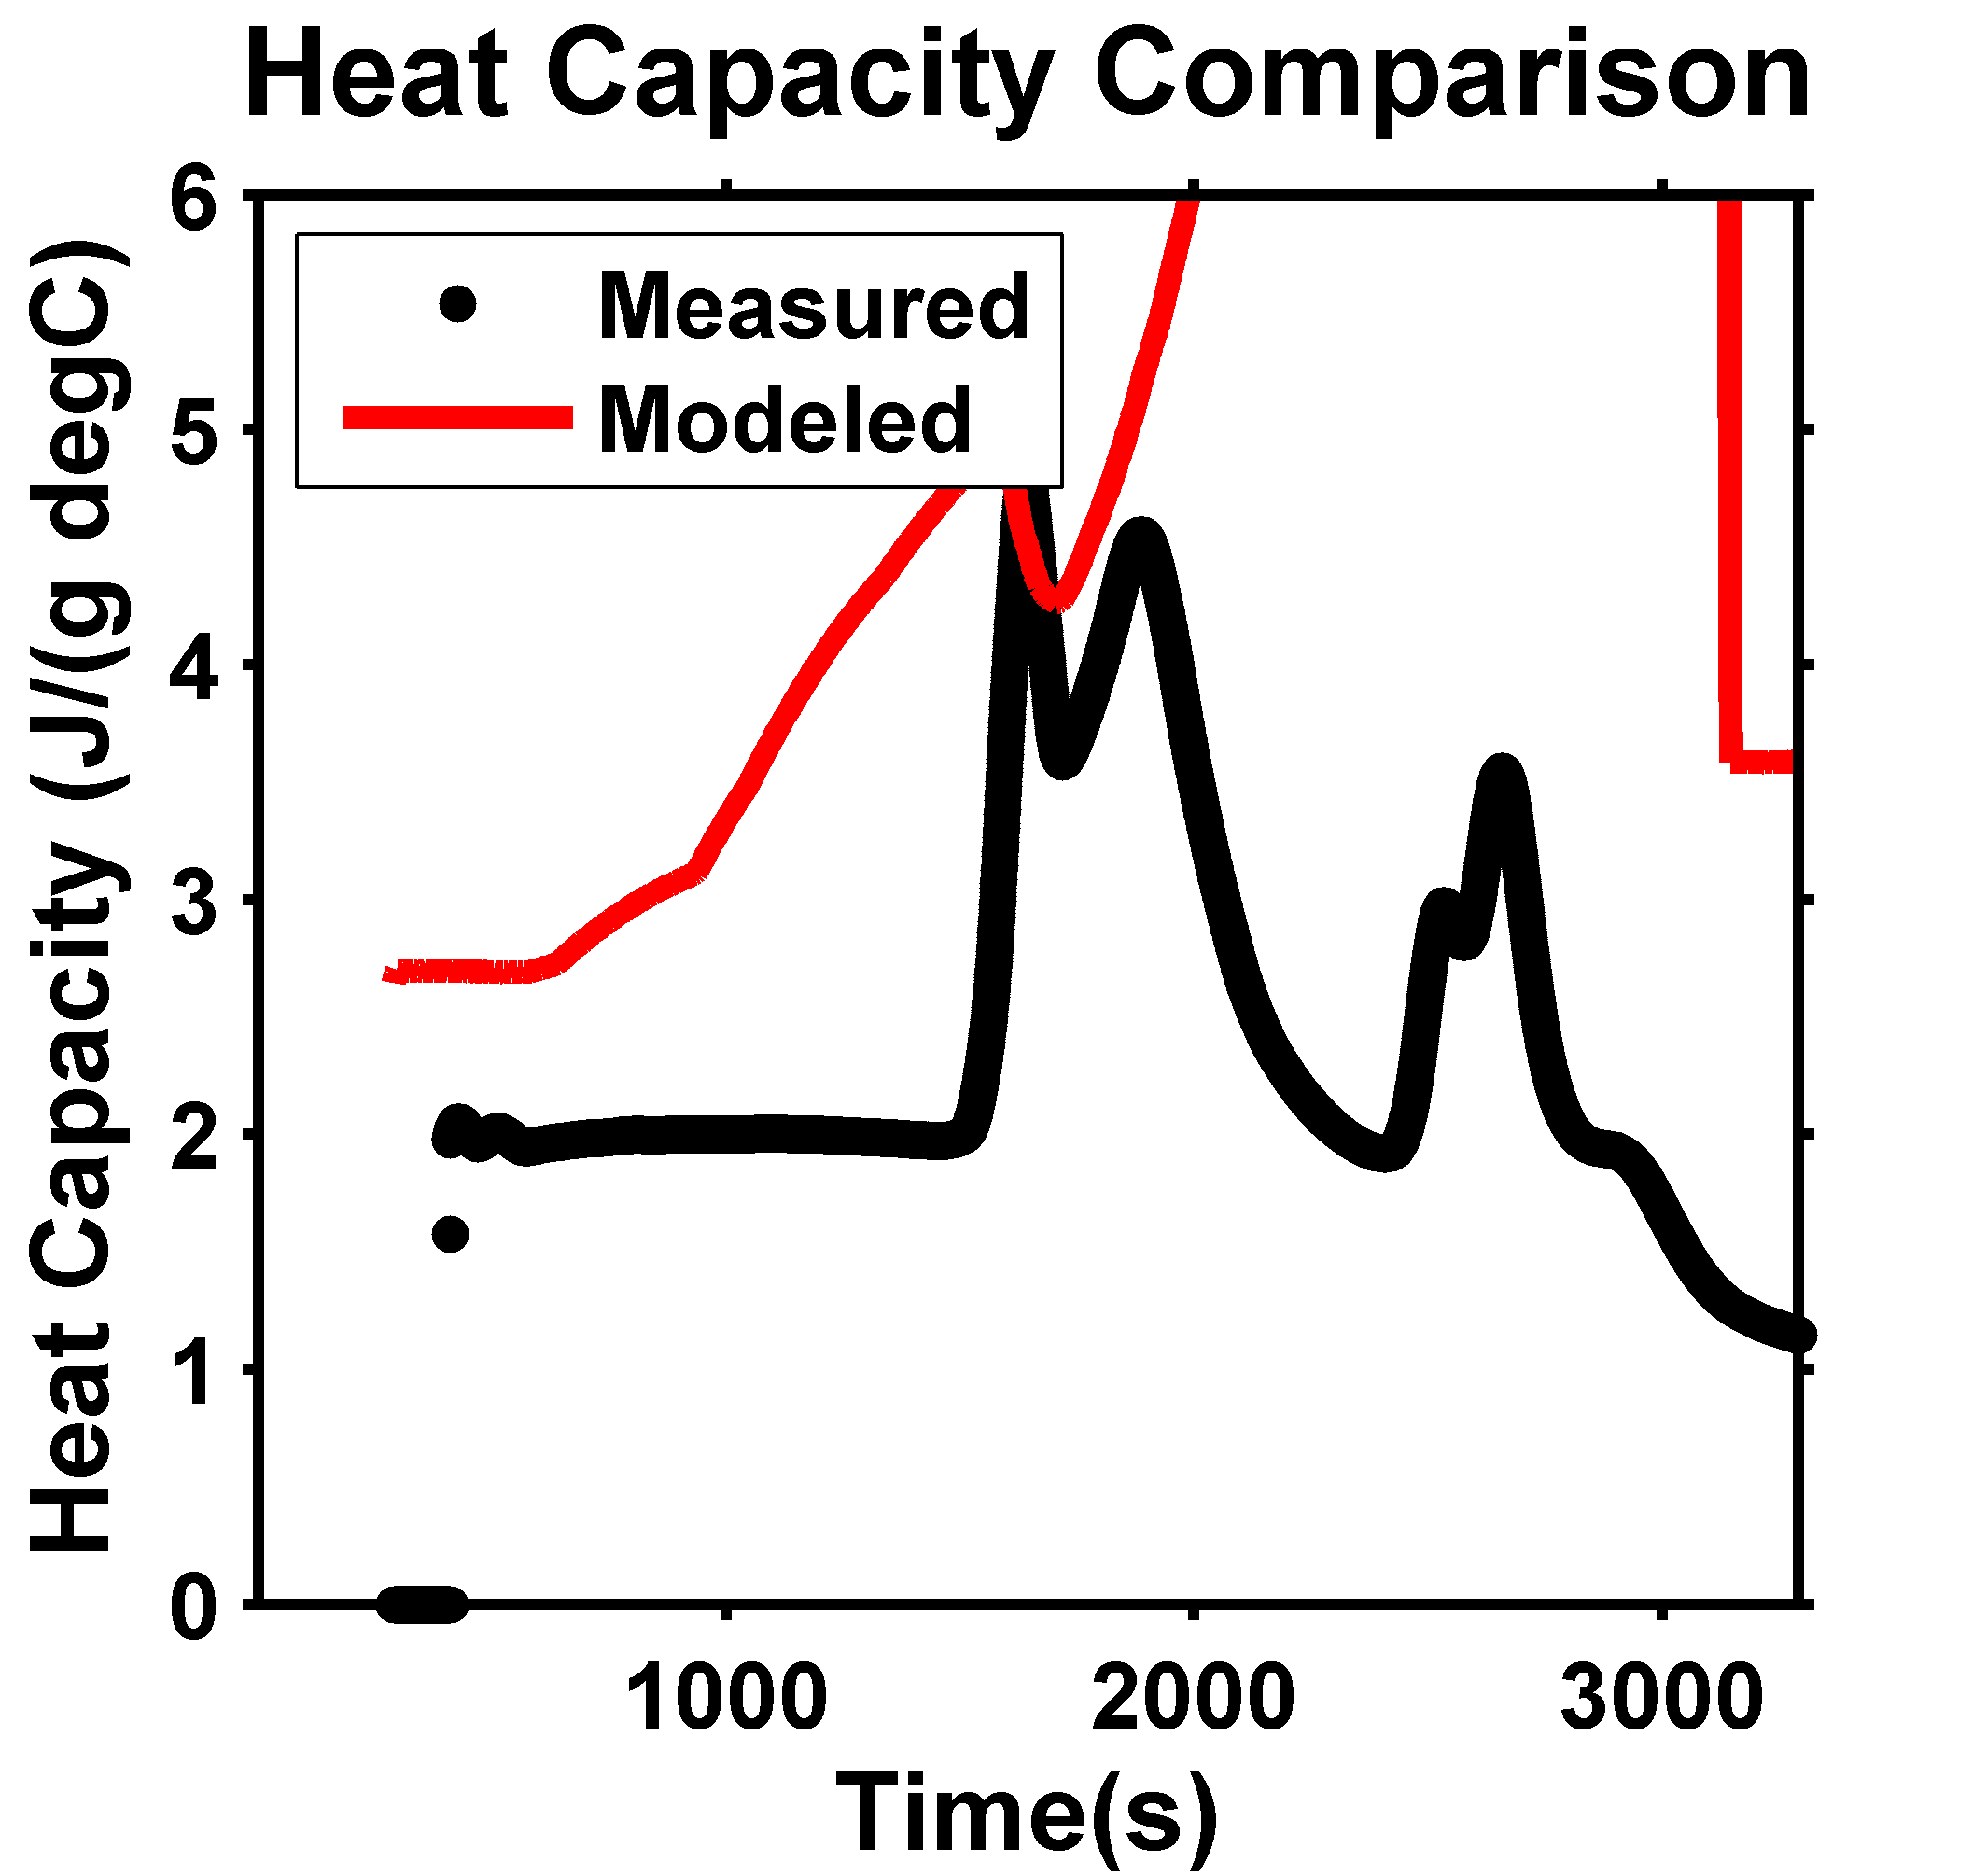 Heat Capacity Comparison
Heat Capacity (J/(g degC)
6
5
4
3
2
1
0
Measured
Modeled
1000 2000 3000
Time(s)